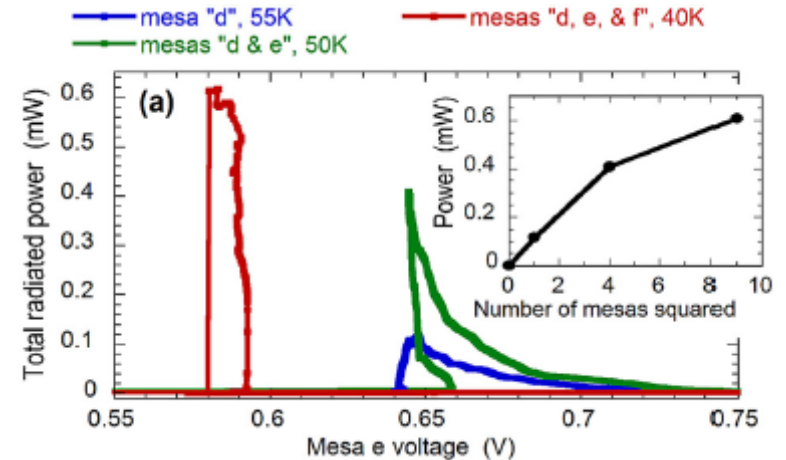 mesa "d", 55K
mesas "d, e, & f", 40K
mesas "d & e", 50K
(a)
Total radiated power (mW)
0.6
0.5
0.4
0.3
0.2
0.1
0
0.55
0.6
0.65
0.7
0.75
Mesa e voltage (V)
Power (mW)
0.6
0.4
0.2
0
0
2
4
6
8
10
Number of mesas squared